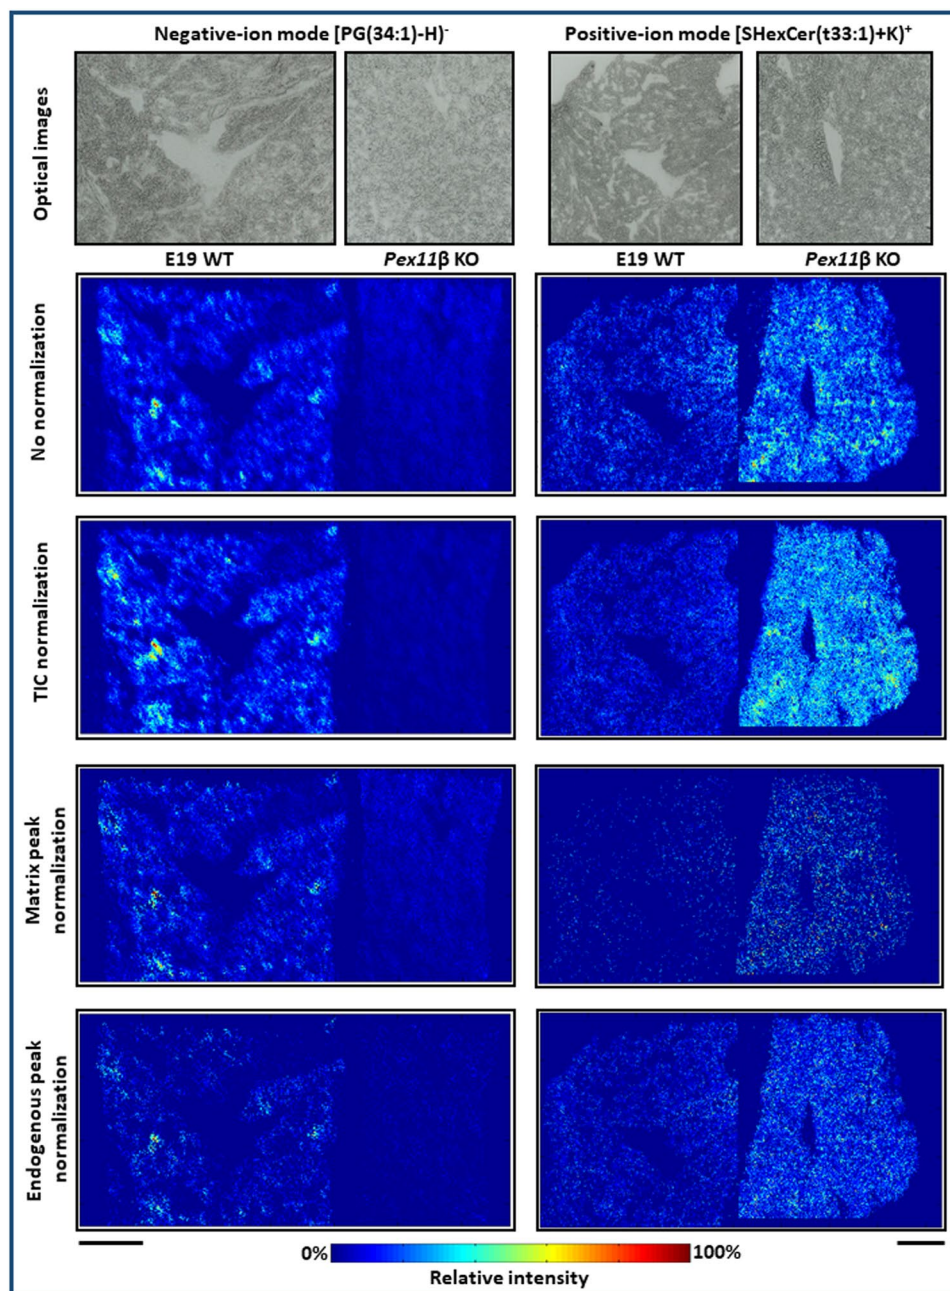 Negative-ion mode [PG(34:1)-H)⁻
Positive-ion mode [SHexCer(t33:1)+K)⁺
Optical images
E19 WT
Pex11β KO
E19 WT
Pex11β KO
No normalization
TIC normalization
Matrix peak
normalization
Endogenous peak
normalization
0%
100%
Relative intensity